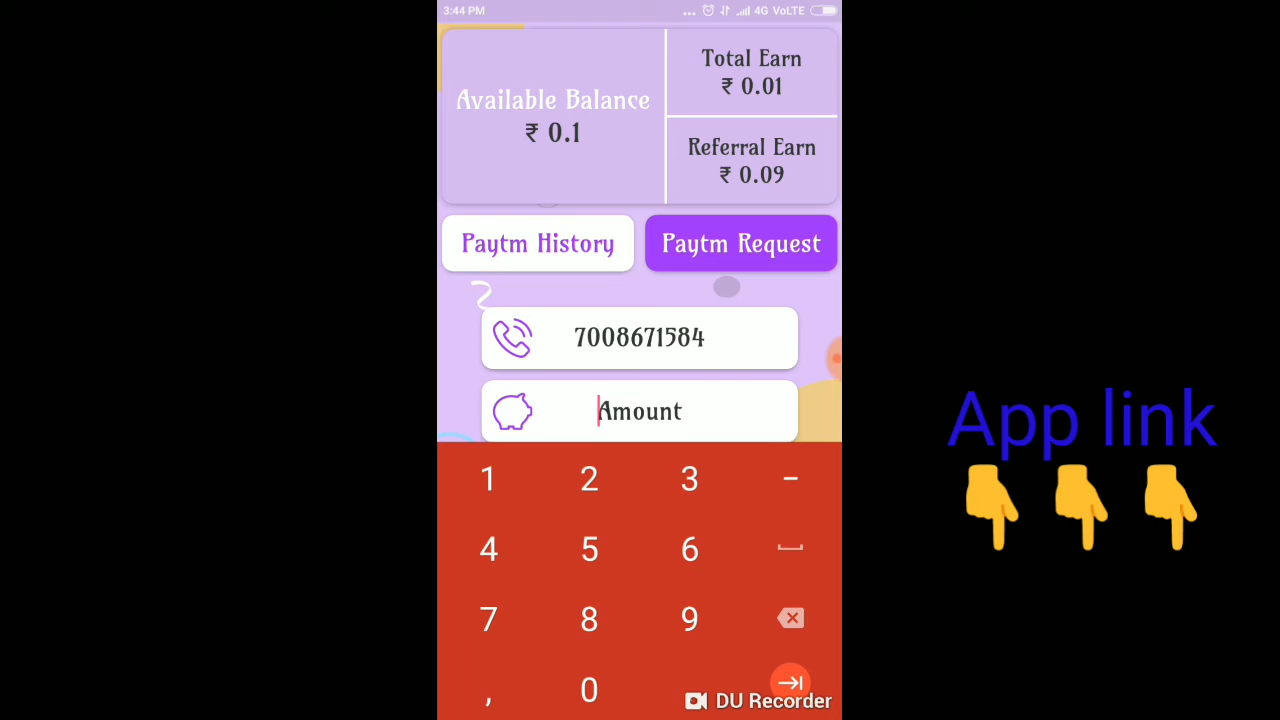 3:44 PM
... 4G VoLTE
Available Balance
₹ 0.1
Total Earn
₹ 0.01
Referral Earn
₹ 0.09
Paytm History
Paytm Request
7008671584
Amount
App link
1 2 3 -
4 5 6
7 8 9
, 0
DU Recorder